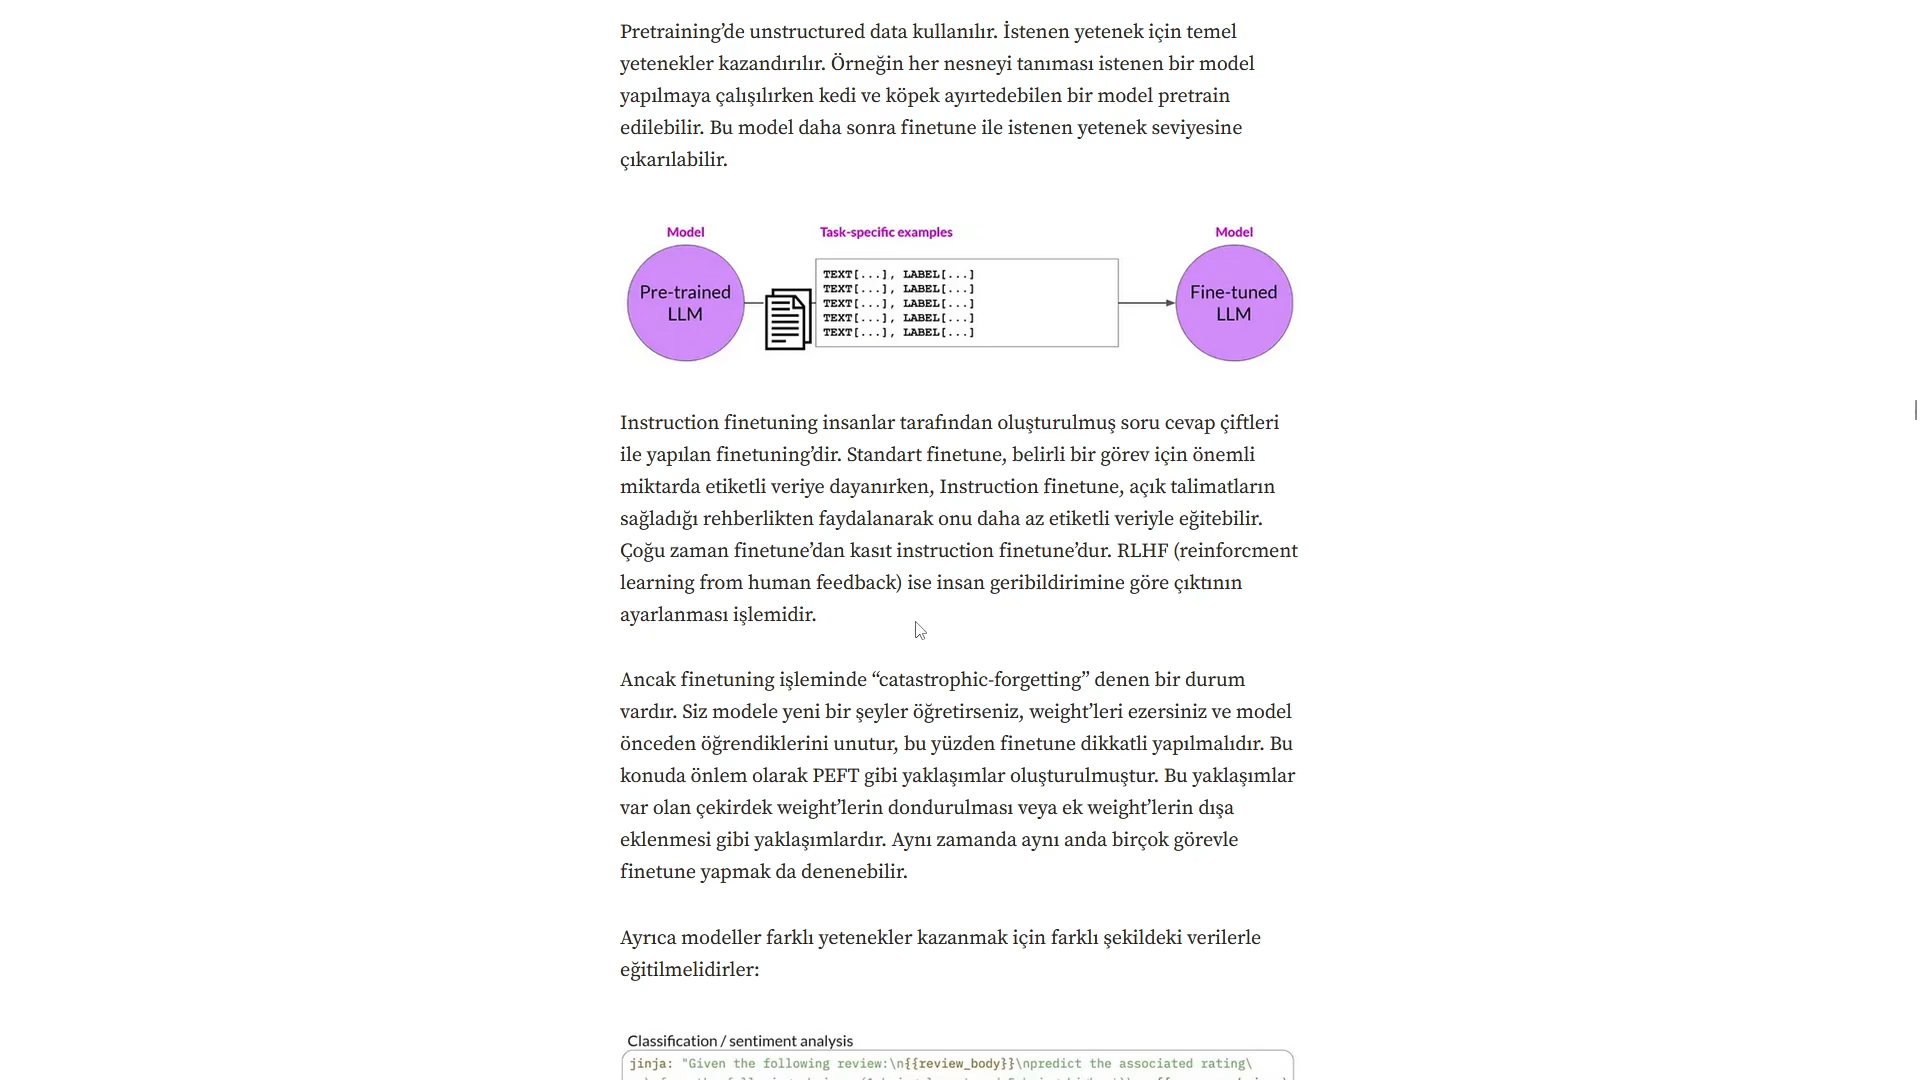 Pretraining’de unstructured data kullanılır. İstenen yetenek için temel
yetenekler kazandırılır. Örneğin her nesneyi tanıması istenen bir model
yapılmaya çalışılırken kedi ve köpek ayırtedebilen bir model pretrain
edilebilir. Bu model daha sonra finetune ile istenen yetenek seviyesine
çıkarılabilir.
Model
Pre-trained
LLM
Task-specific examples
TEXT[...], LABEL[...]
TEXT[...], LABEL[...]
TEXT[...], LABEL[...]
TEXT[...], LABEL[...]
TEXT[...], LABEL[...]
Model
Fine-tuned
LLM
Instruction finetuning insanlar tarafından oluşturulmuş soru cevap çiftleri
ile yapılan finetuning’dir. Standart finetune, belirli bir görev için önemli
miktarda etiketli veriye dayanırken, Instruction finetune, açık talimatların
sağladığı rehberlikten faydalanarak onu daha az etiketli veriyle eğitebilir.
Çoğu zaman finetune’dan kasıt instruction finetune’dur. RLHF (reinforcment
learning from human feedback) ise insan geribildirimine göre çıktının
ayarlanması işlemidir.
Ancak finetuning işleminde “catastrophic-forgetting” denen bir durum
vardır. Siz modele yeni bir şeyler öğretirseniz, weight’leri ezersiniz ve model
önceden öğrendiklerini unutur, bu yüzden finetune dikkatli yapılmalıdır. Bu
konuda önlem olarak PEFT gibi yaklaşımlar oluşturulmuştur. Bu yaklaşımlar
var olan çekirdek weight’lerin dondurulması veya ek weight’lerin dışa
eklenmesi gibi yaklaşımlardır. Aynı zamanda aynı anda birçok görevle
finetune yapmak da denenebilir.
Ayrıca modeller farklı yetenekler kazanmak için farklı şekildeki verilerle
eğitilmelidirler:
Classification / sentiment analysis
jinja: "Given the following review:\n{{review_body}}\npredict the associated rating\